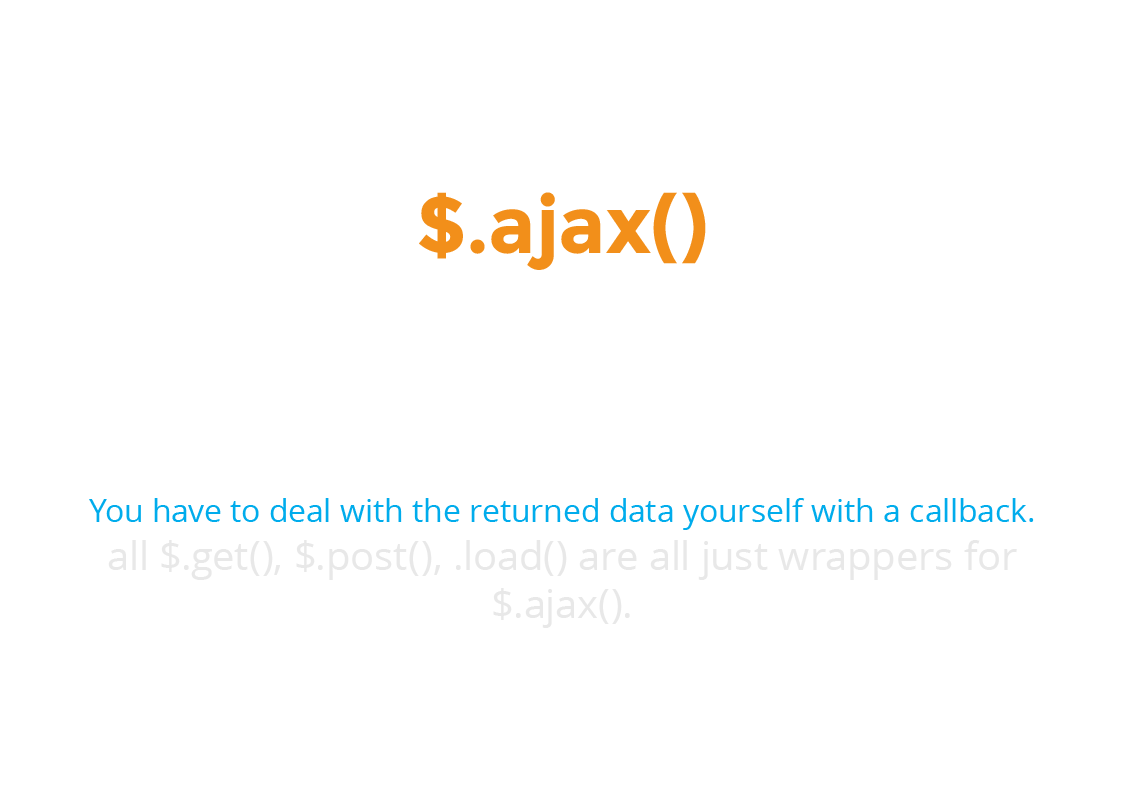 $.ajax()
You have to deal with the returned data yourself with a callback.
all $.get(), $.post(), .load() are all just wrappers for
$.ajax().